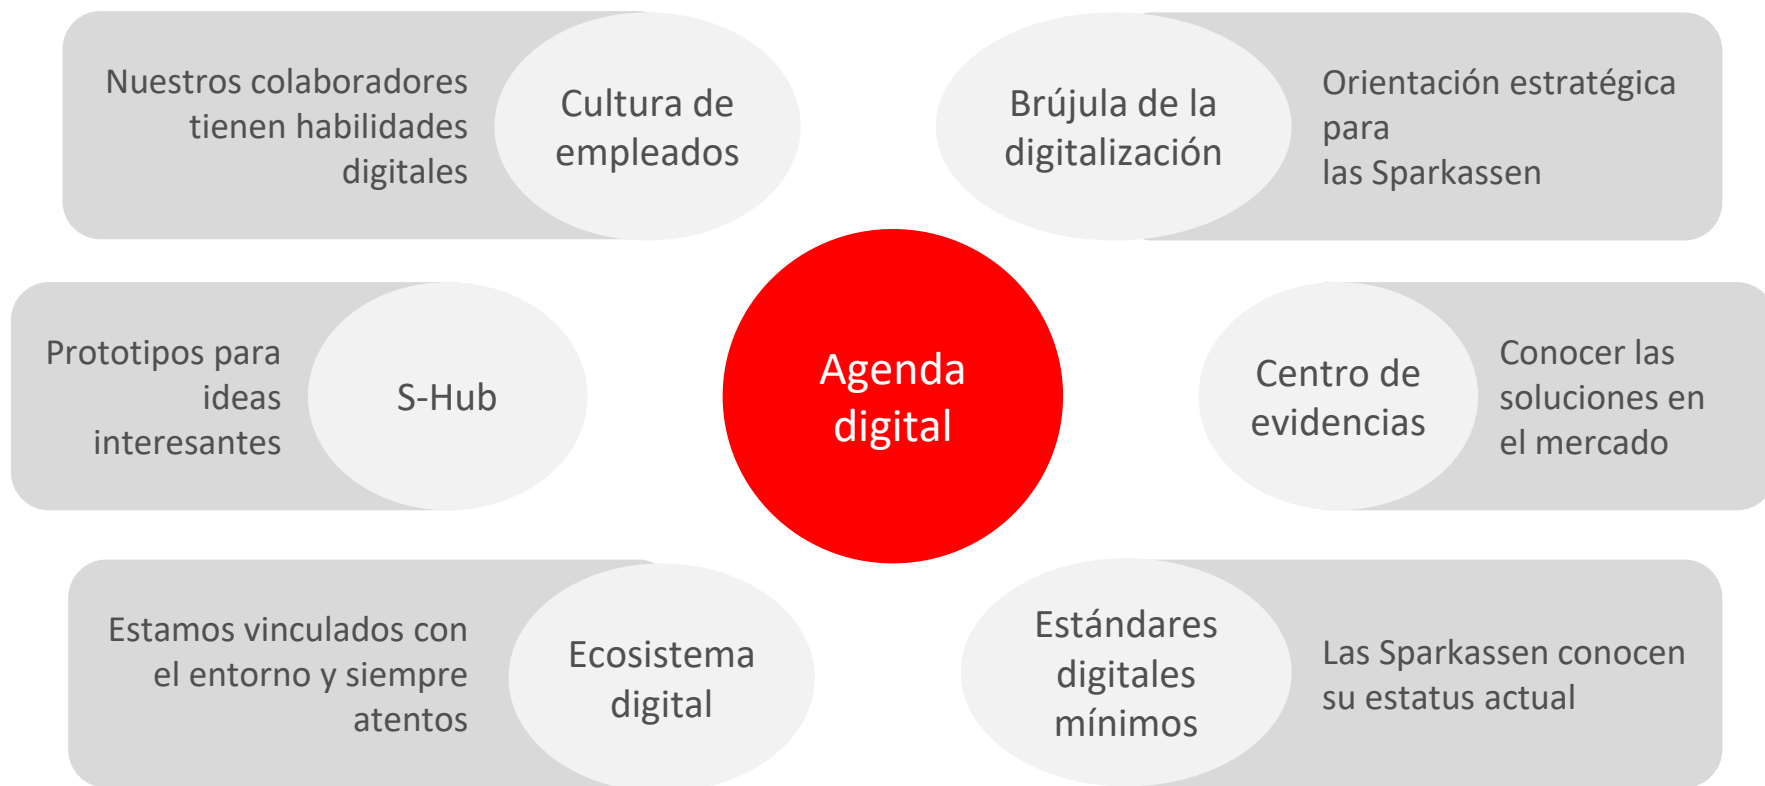 Nuestros colaboradores
tienen habilidades
digitales
Cultura de
empleados
Brújula de la
digitalización
Orientación estratégica
para
las Sparkassen
Prototipos para
ideas
interesantes
S-Hub
Agenda
digital
Centro de
evidencias
Conocer las
soluciones en
el mercado
Estamos vinculados con
el entorno y siempre
atentos
Ecosistema
digital
Estándares
digitales
mínimos
Las Sparkassen conocen
su estatus actual